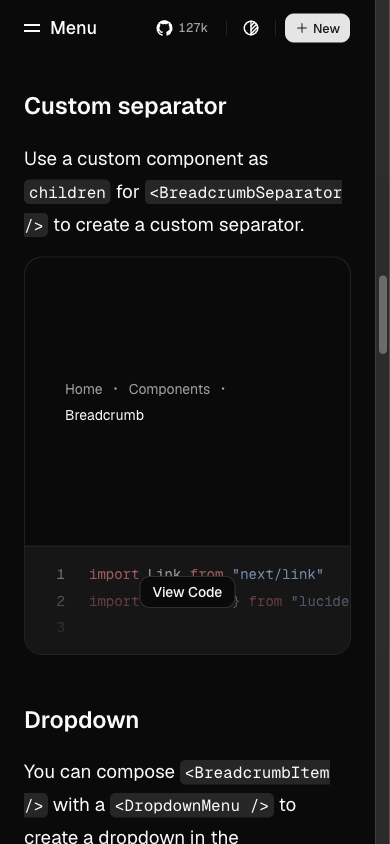 Menu 127k + New
Custom separator
Use a custom component as
children for <BreadcrumbSeparator
/> to create a custom separator.
Home · Components ·
Breadcrumb
1 import Link from "next/link"
2 import } from "lucide
View Code
3
Dropdown
You can compose <BreadcrumbItem
/> with a <DropdownMenu /> to
create a dropdown in the